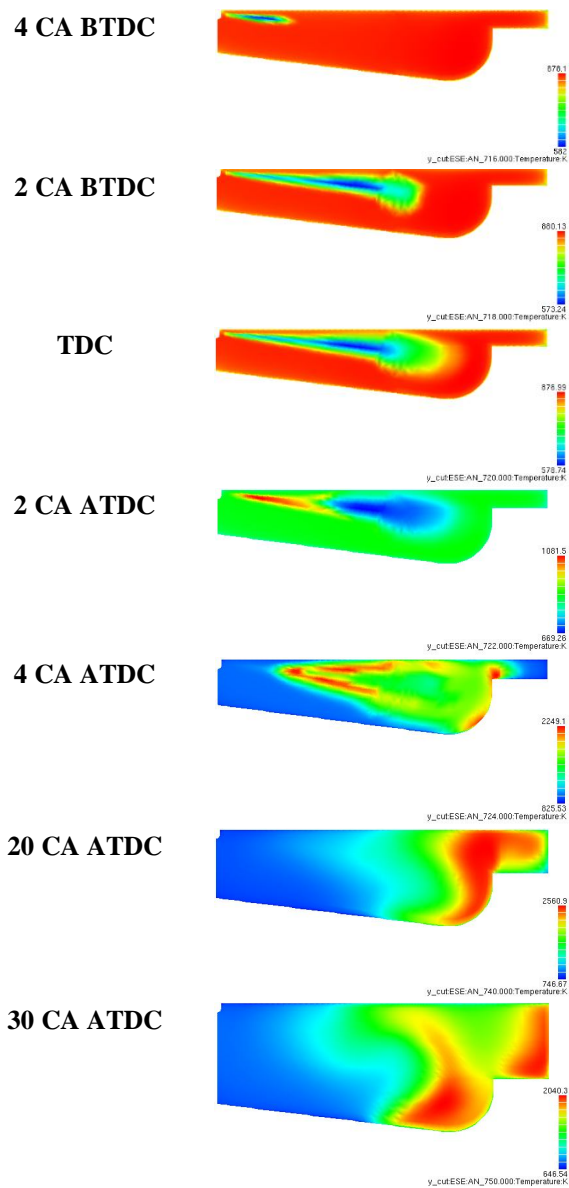 4 CA BTDC
878.1
582
y_cut:ESE:AN_716.000:Temperature:K
2 CA BTDC
880.13
573.24
y_cut:ESE:AN_718.000:Temperature:K
TDC
876.99
578.74
y_cut:ESE:AN_720.000:Temperature:K
2 CA ATDC
1081.5
669.26
y_cut:ESE:AN_722.000:Temperature:K
4 CA ATDC
2249.1
825.53
y_cut:ESE:AN_724.000:Temperature:K
20 CA ATDC
2560.9
746.67
y_cut:ESE:AN_740.000:Temperature:K
30 CA ATDC
2040.3
646.54
y_cut:ESE:AN_750.000:Temperature:K